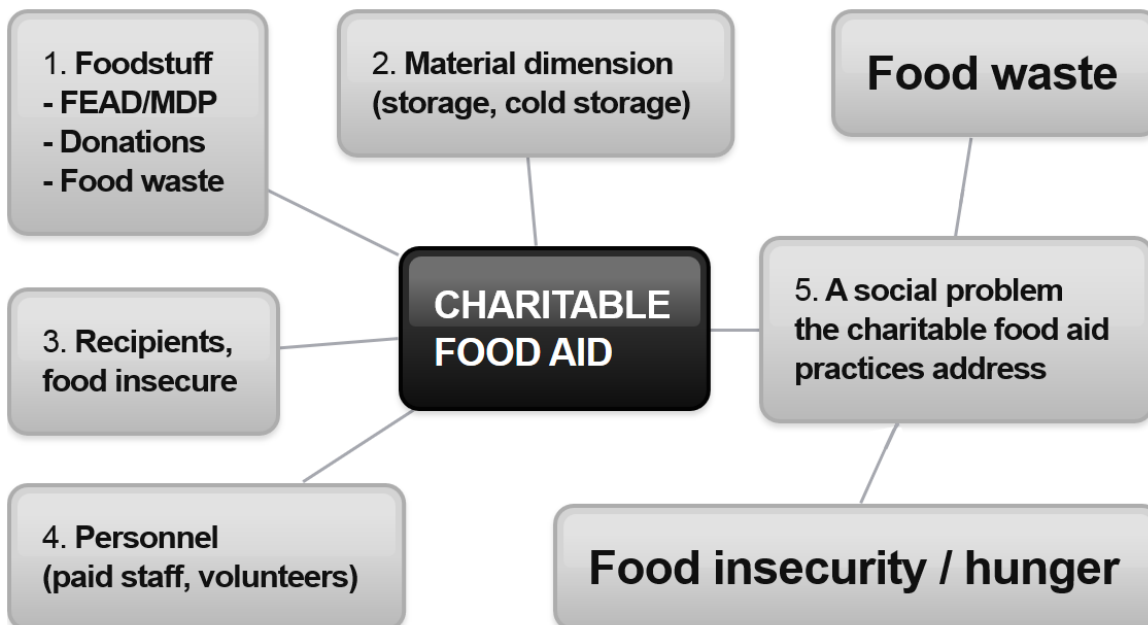 1. Foodstuff
- FEAD/MDP
- Donations
- Food waste
2. Material dimension
(storage, cold storage)
Food waste
CHARITABLE
FOOD AID
3. Recipients,
food insecure
5. A social problem
the charitable food aid
practices address
4. Personnel
(paid staff, volunteers)
Food insecurity / hunger